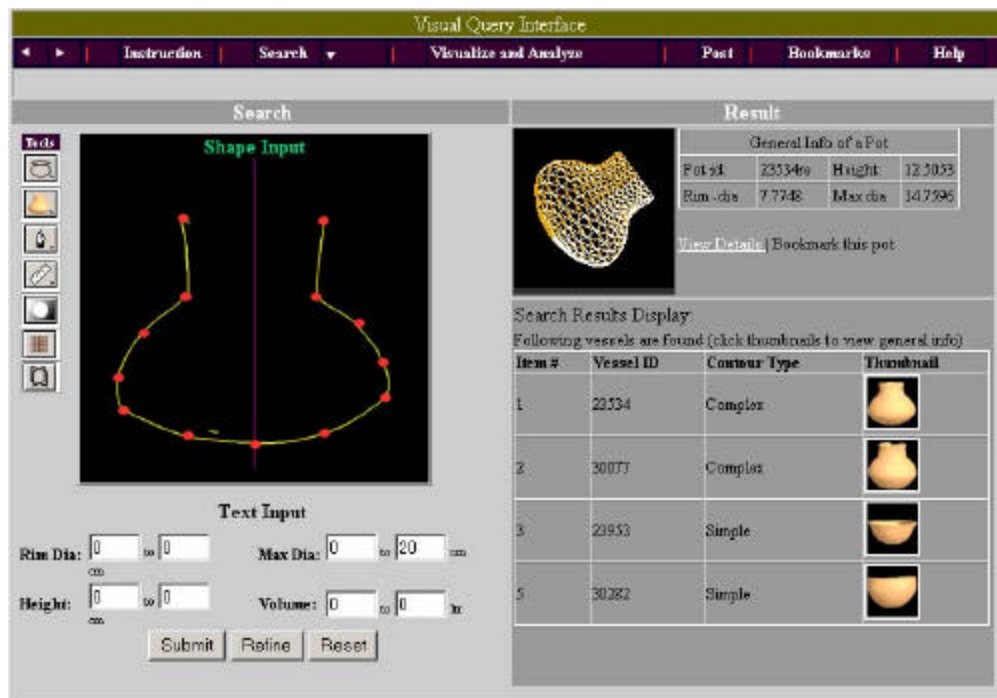 Visual Query Interface
Instruction Search Visualize and Analyze Post Bookmarks Help
Search
Tools
Shape Input
Text Input
Rim Dia: 0 to 0 cm
Max Dia: 0 to 20 cm
Height: 0 to 0 cm
Volume: 0 to 0 ltr
Submit Refine Reset
Result
General Info of a Pot
Pot id: 23534re Height: 12.5053
Rim-dia 7.7748 Max dia 14.7596
View Details | Bookmark this pot
Search Results Display:
Following vessels are found (click thumbnails to view general info)
Item # Vessel ID Contour Type Thumbnail
1 23534 Complex
2 30077 Complex
3 23953 Simple
5 30282 Simple